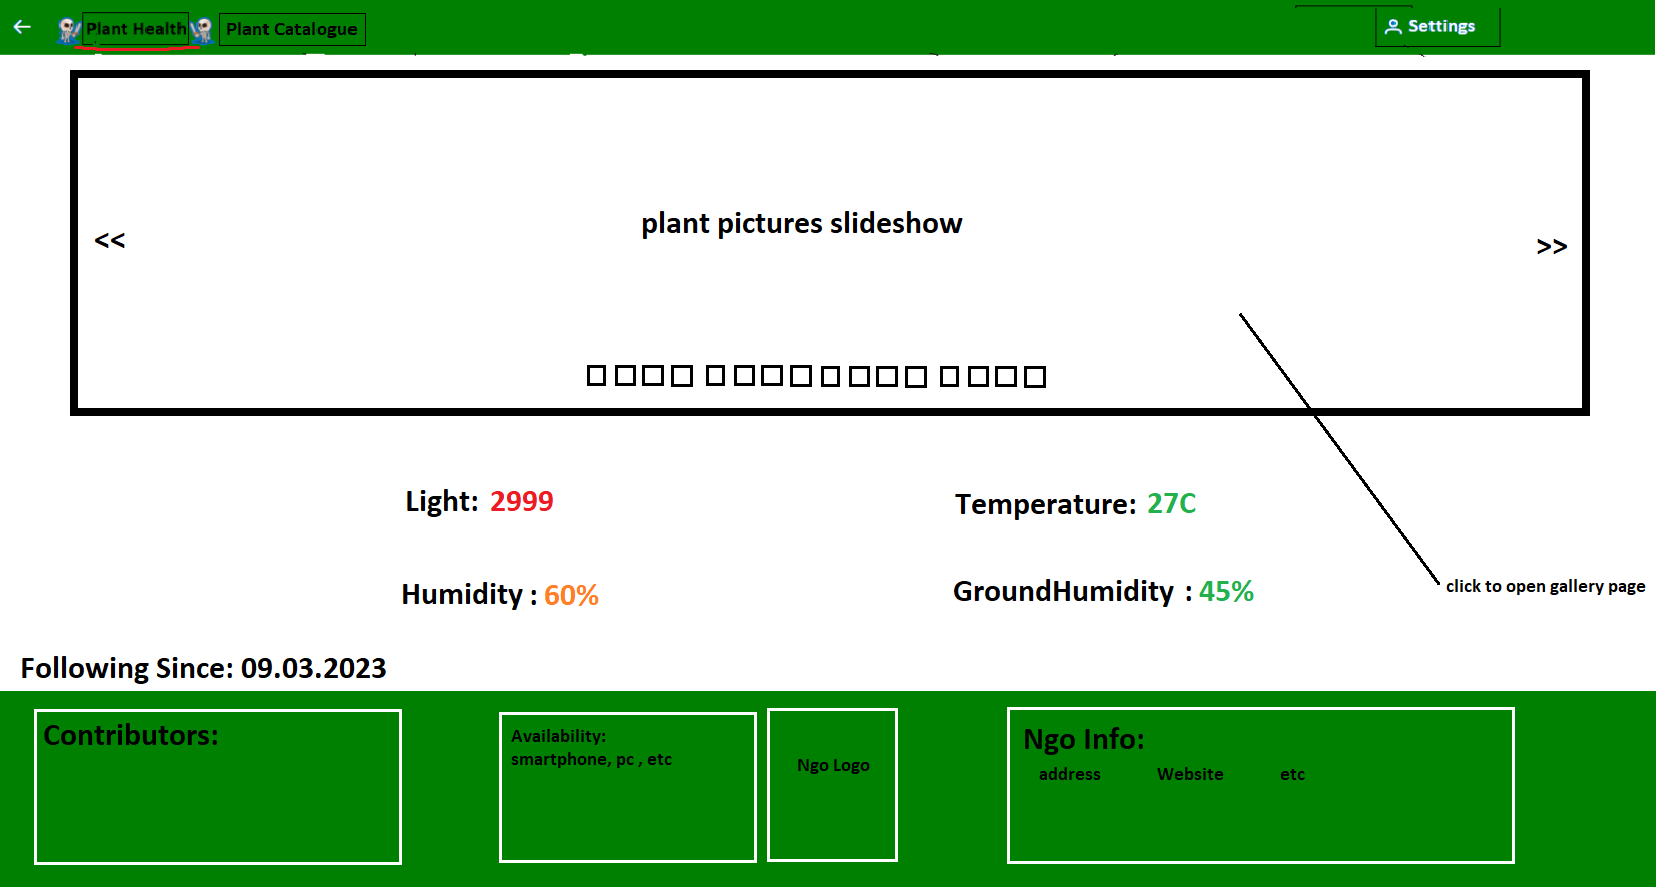 Plant Health
Plant Catalogue
Settings
plant pictures slideshow
<<
>>
Light: 2999
Temperature: 27C
Humidity : 60%
GroundHumidity : 45%
click to open gallery page
Following Since: 09.03.2023
Contributors:
Availability:
smartphone, pc , etc
Ngo Logo
Ngo Info:
address Website etc